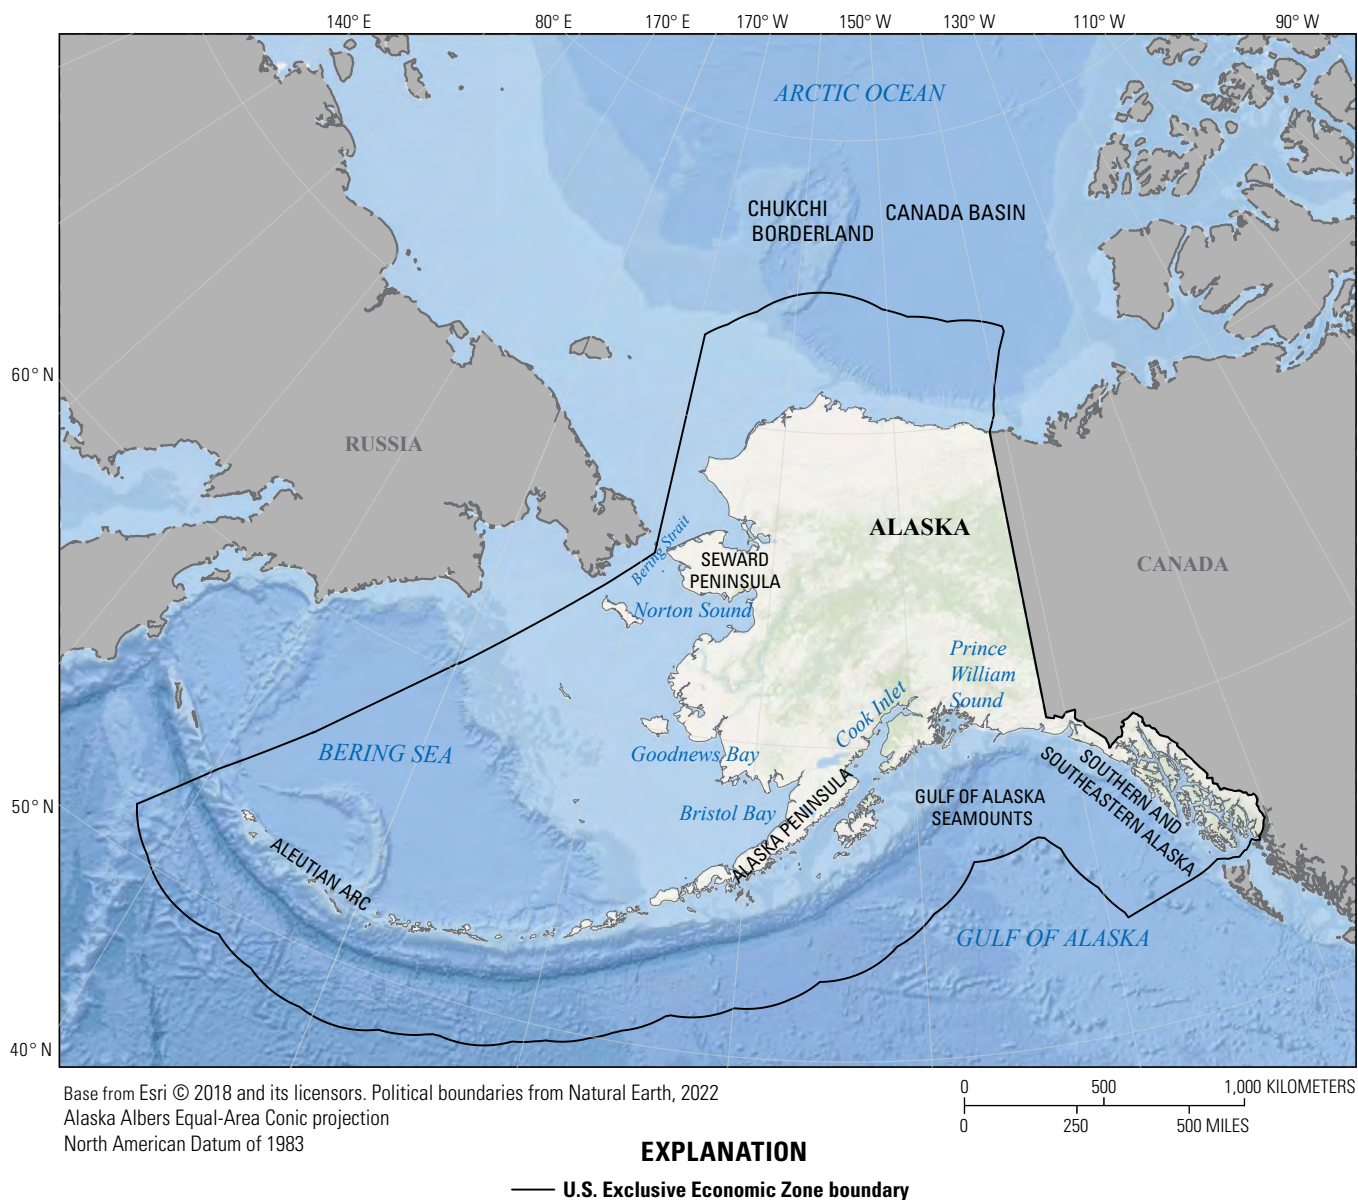 140° E 80° E 170° E 170° W 150° W 130° W 110° W 90° W
ARCTIC OCEAN
CHUKCHI
BORDERLAND
CANADA BASIN
60° N
RUSSIA
ALASKA
Bering Strait
SEWARD
PENINSULA
CANADA
Norton Sound
Prince
William
Sound
Cook Inlet
BERING SEA
Goodnews Bay
SOUTHERN AND
SOUTHEASTERN ALASKA
50° N
Bristol Bay
ALASKA PENINSULA
GULF OF ALASKA
SEAMOUNTS
ALEUTIAN ARC
GULF OF ALASKA
40° N
Base from Esri © 2018 and its licensors. Political boundaries from Natural Earth, 2022
Alaska Albers Equal-Area Conic projection
North American Datum of 1983
0 500 1,000 KILOMETERS
0 250 500 MILES
EXPLANATION
U.S. Exclusive Economic Zone boundary